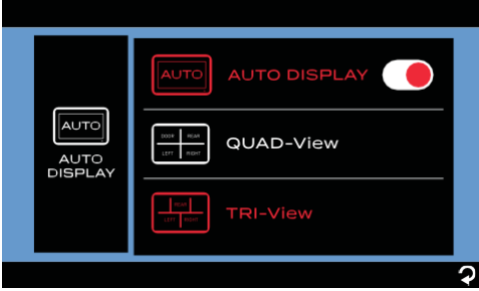 AUTO
AUTO
DISPLAY
AUTO
AUTO DISPLAY
DOOR
REAR
LEFT
RIGHT
QUAD-View
REAR
LEFT
RIGHT
TRI-View